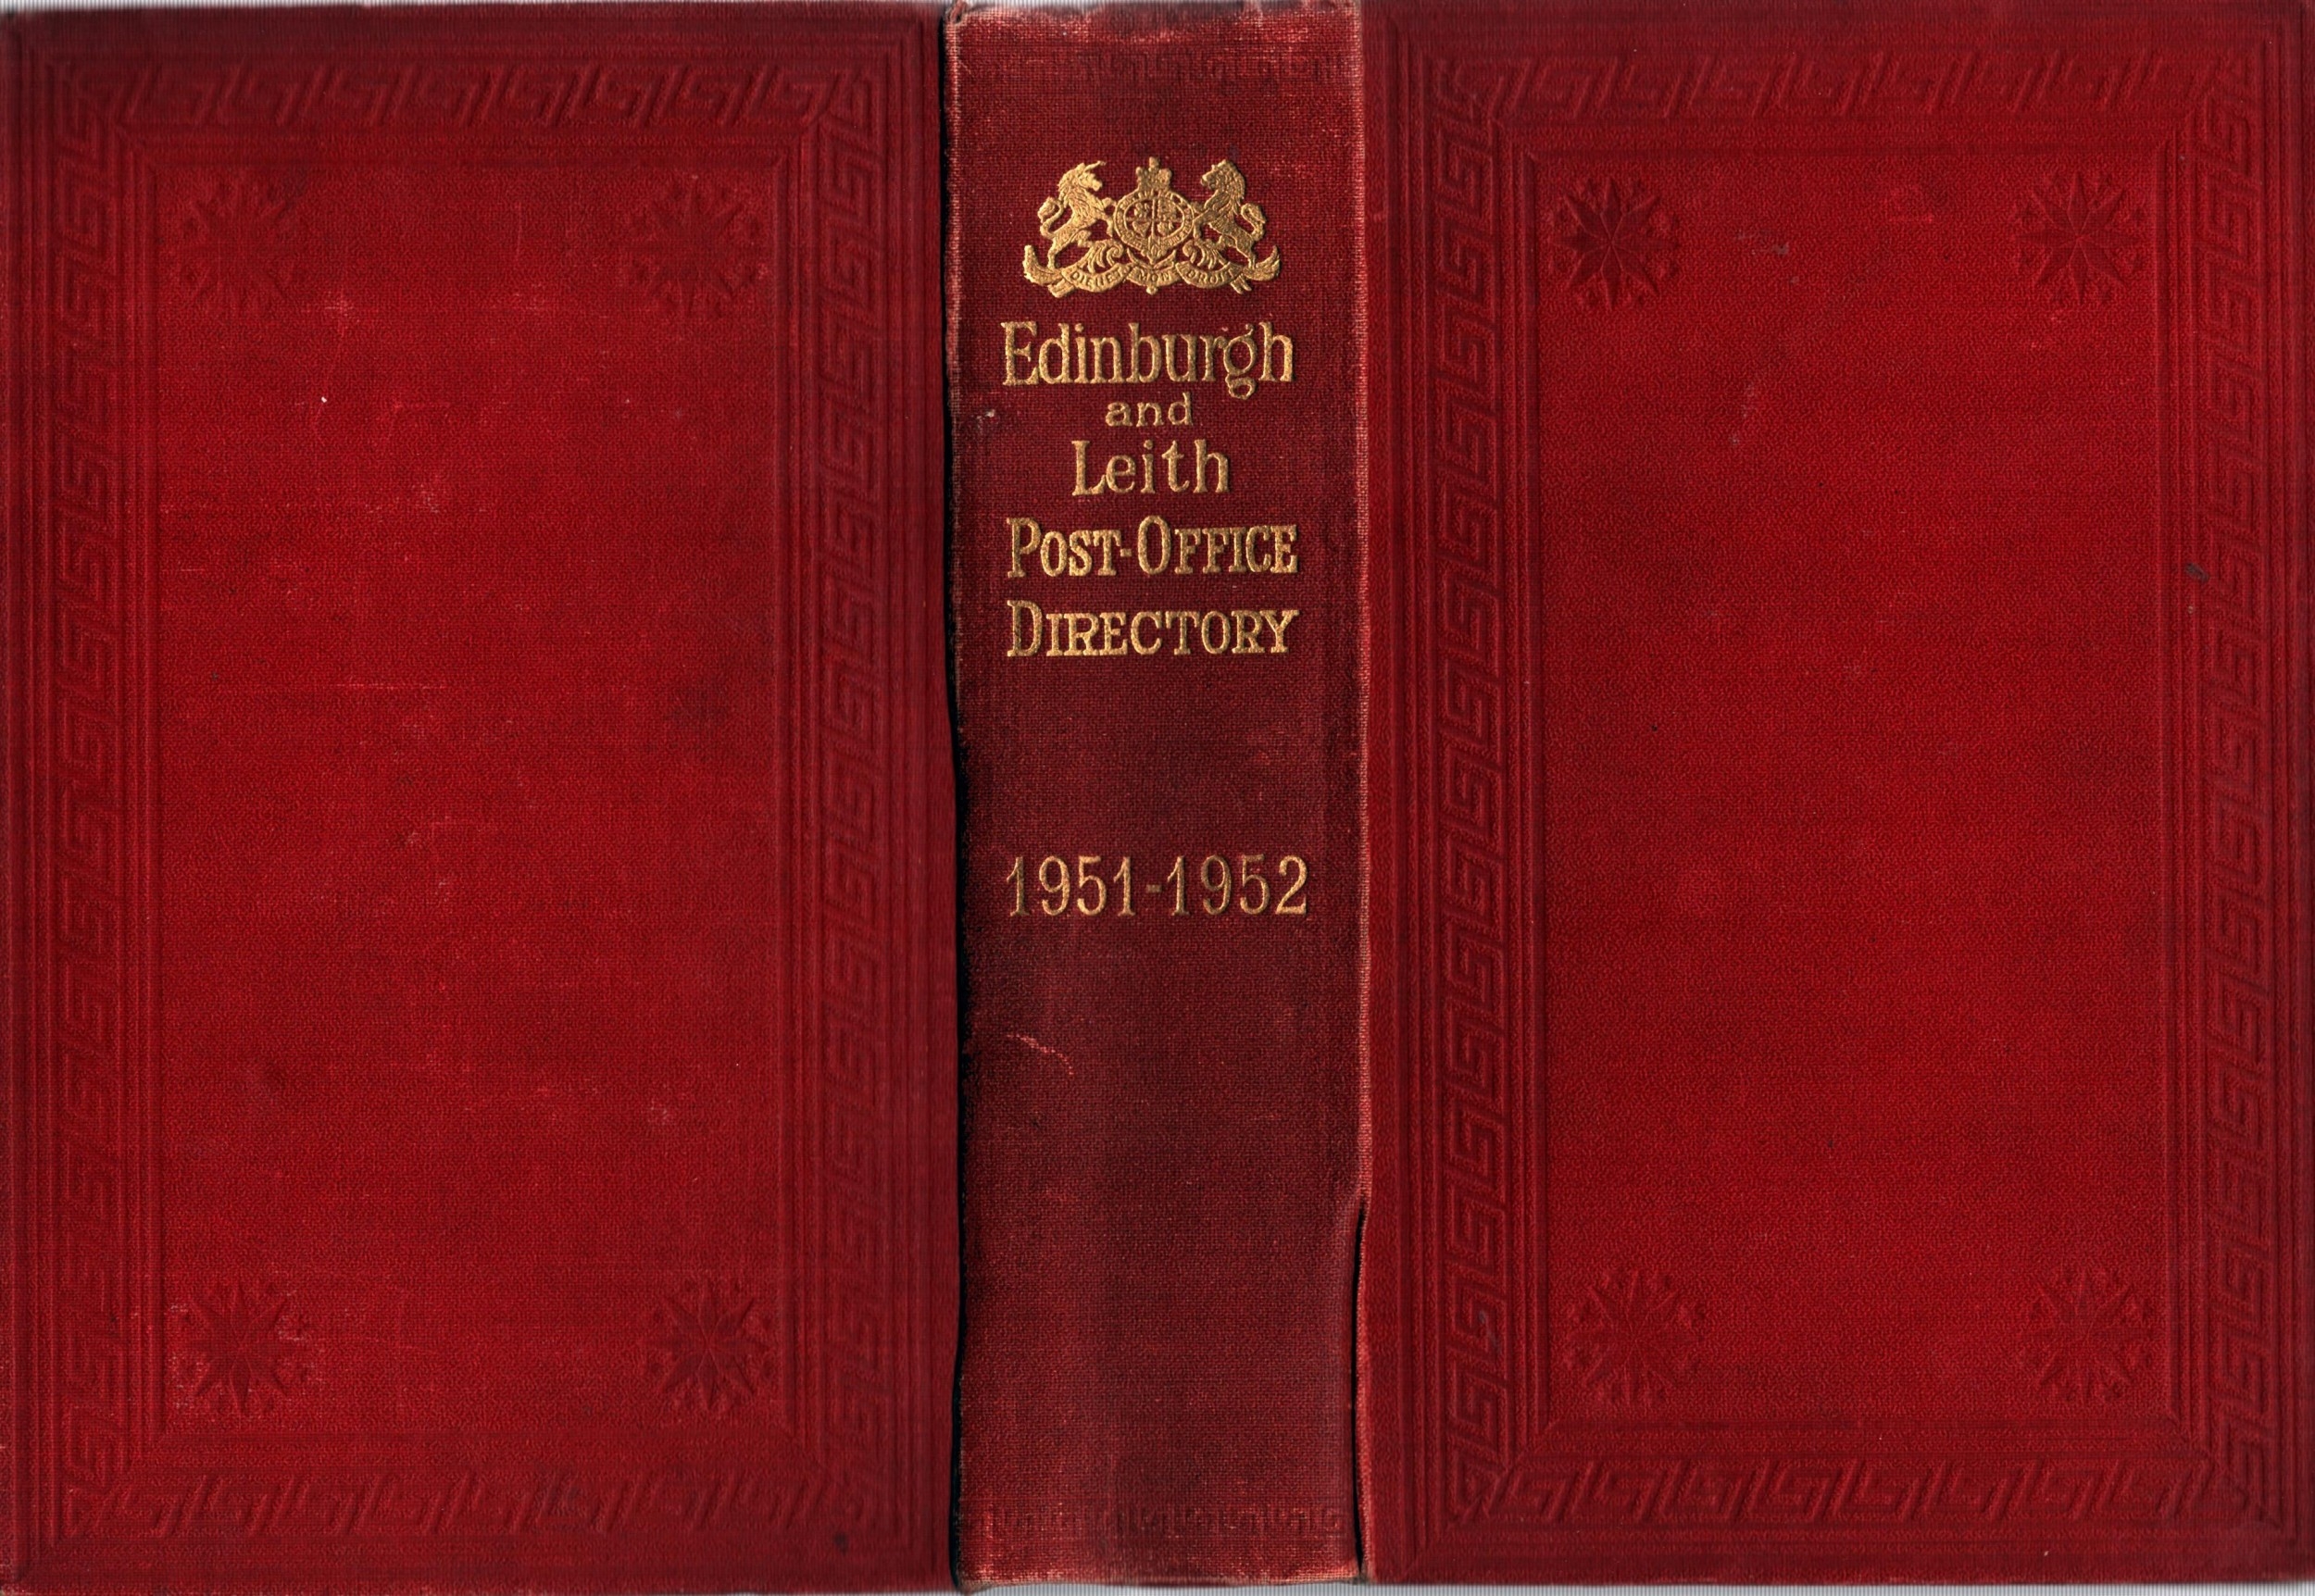 Edinburgh
and
Leith
POST-OFFICE
DIRECTORY
1951-1952